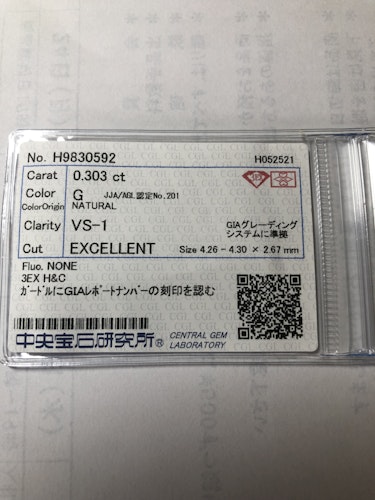 No. H9830592 H052521
Carat 0.303 ct
Color G JJA/AGL認定No.201
ColorOrigin NATURAL
Clarity VS-1 GIAグレーディング
システムに準拠
Cut EXCELLENT Size 4.26 - 4.30 × 2.67 mm
Fluo. NONE
3EX H&C
ガードルにGIAレポートナンバーの刻印を認む
中央宝石研究所® CENTRAL GEM
LABORATORY